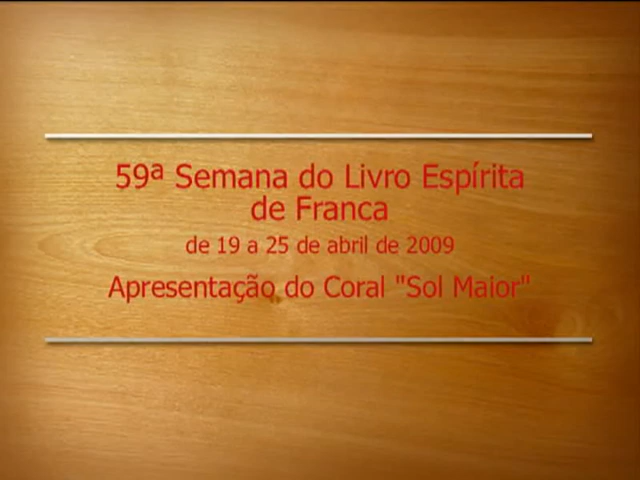 59ª Semana do Livro Espírita
de Franca
de 19 a 25 de abril de 2009
Apresentação do Coral "Sol Maior"